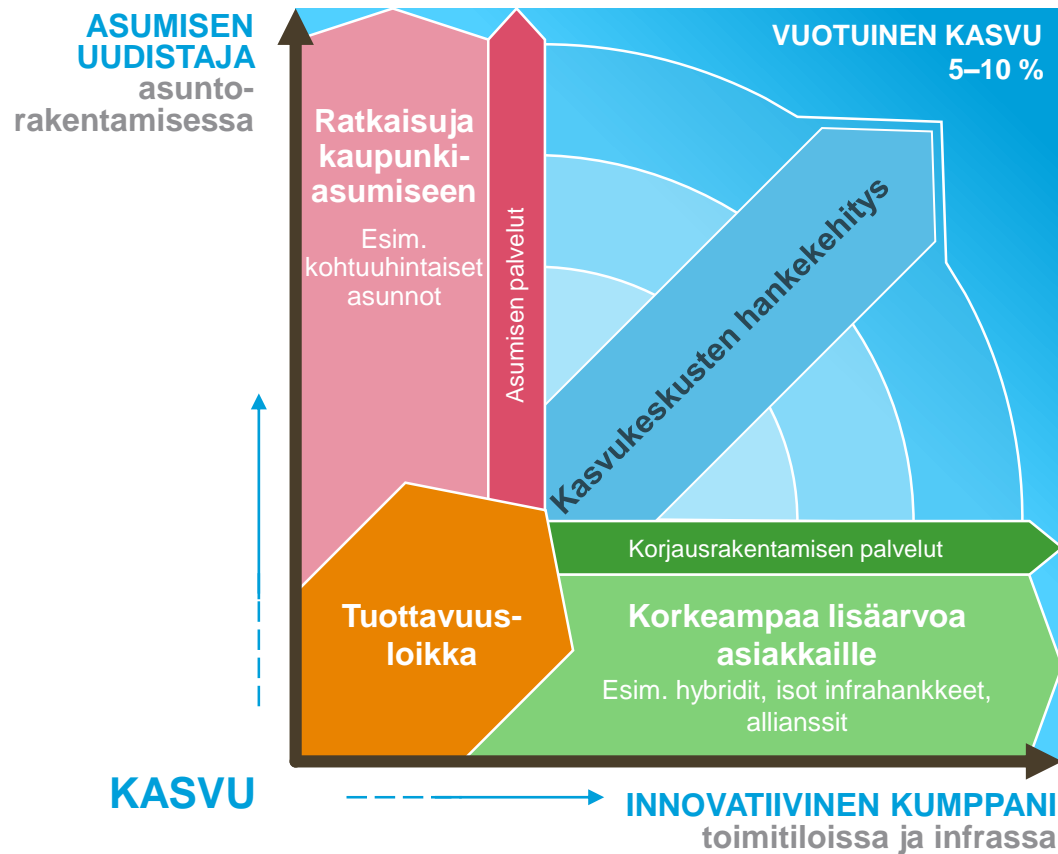 ASUMISEN
UUDISTAJA
asunto-
rakentamisessa
VUOTUINEN KASVU
5–10 %
Ratkaisuja
kaupunki-
asumiseen
Esim.
kohtuuhintaiset
asunnot
Asumisen palvelut
Kasvukeskusten hankekehitys
Korjausrakentamisen palvelut
Tuottavuus-
loikka
Korkeampaa lisäarvoa
asiakkaille
Esim. hybridit, isot infrahankkeet,
allianssit
KASVU
INNOVATIIVINEN KUMPPANI
toimitiloissa ja infrassa